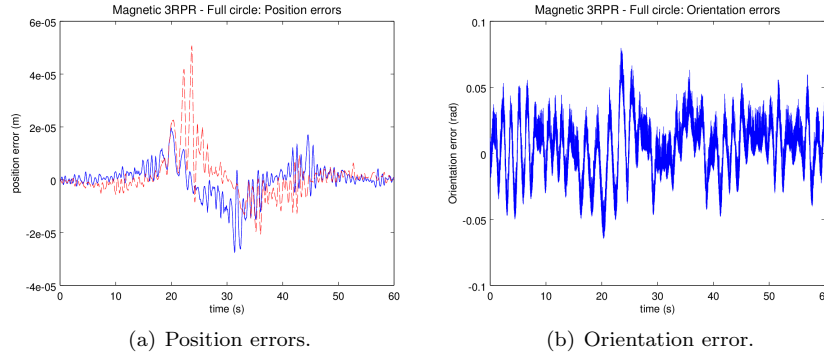 Magnetic 3RPR - Full circle: Position errors
6e-05
4e-05
2e-05
0
-2e-05
-4e-05
position error (m)
0 10 20 30 40 50 60
time (s)
(a) Position errors.
Magnetic 3RPR - Full circle: Orientation errors
0.1
0.05
0
-0.05
-0.1
Orientation error (rad)
0 10 20 30 40 50 60
time (s)
(b) Orientation error.